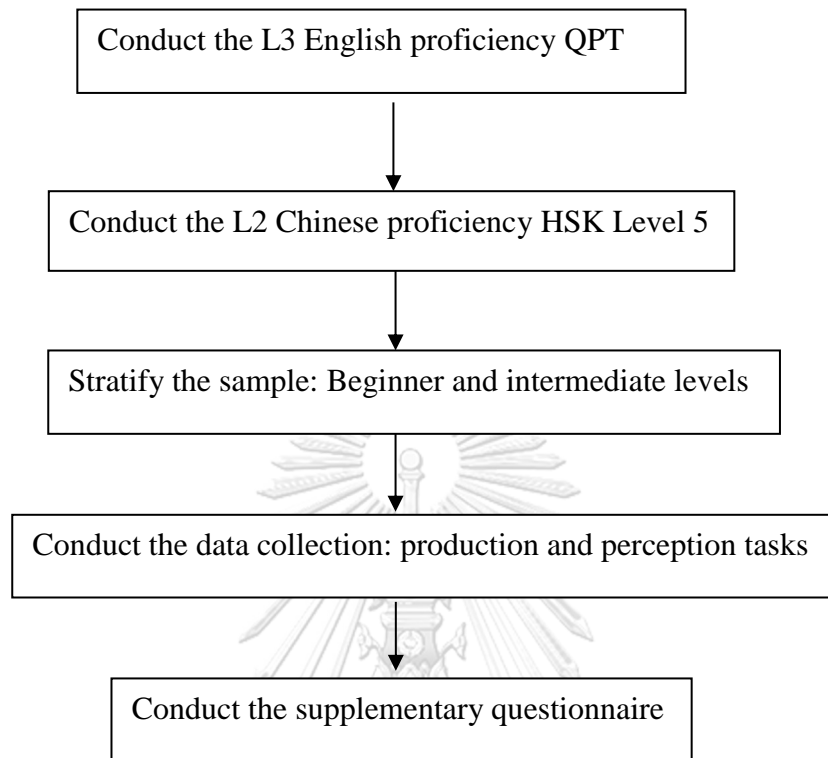 Conduct the L3 English proficiency QPT
Conduct the L2 Chinese proficiency HSK Level 5
Stratify the sample: Beginner and intermediate levels
Conduct the data collection: production and perception tasks
Conduct the supplementary questionnaire